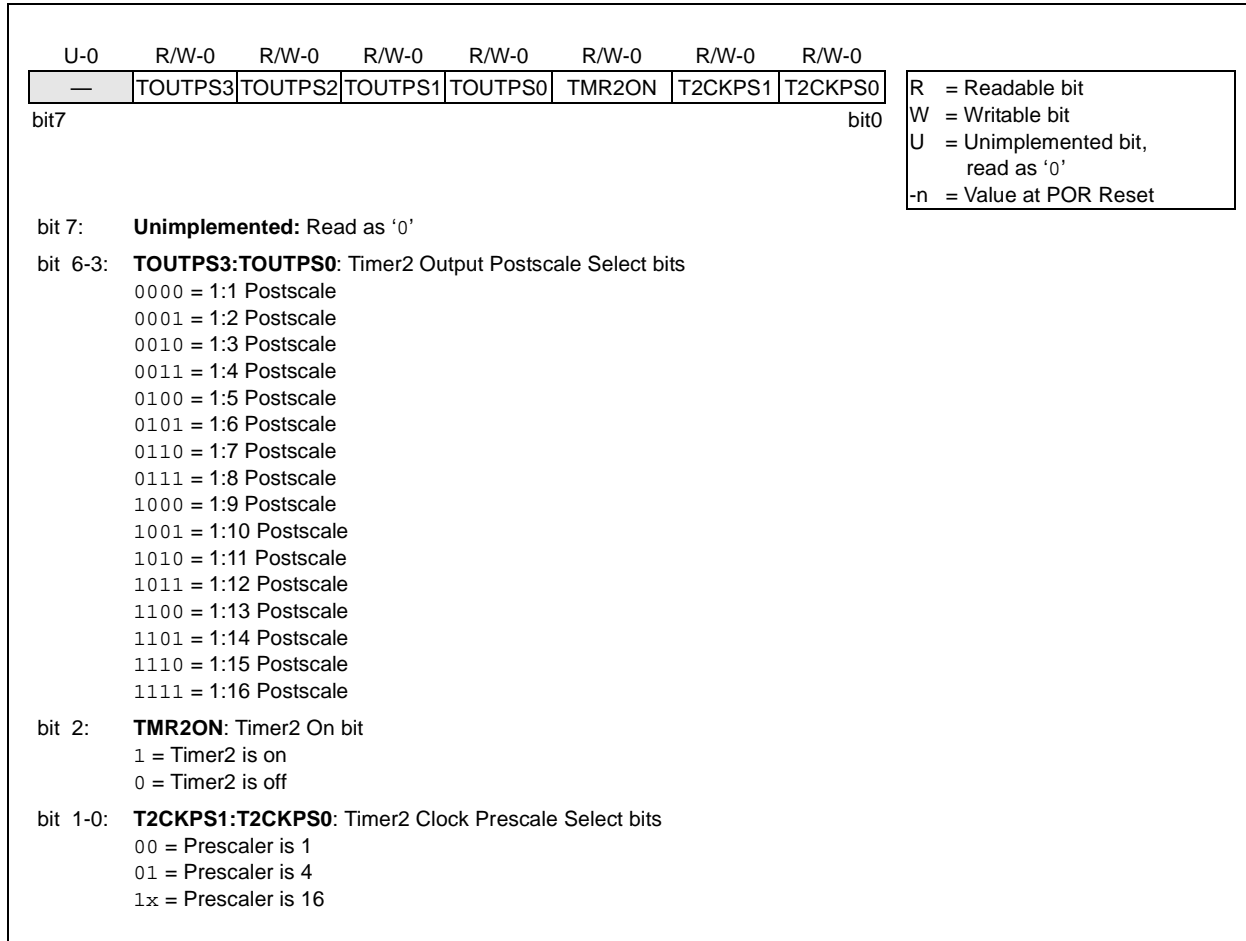 U-0 R/W-0 R/W-0 R/W-0 R/W-0 R/W-0 R/W-0 R/W-0
— TOUTPS3 TOUTPS2 TOUTPS1 TOUTPS0 TMR2ON T2CKPS1 T2CKPS0
bit7 bit0
R = Readable bit
W = Writable bit
U = Unimplemented bit,
read as ‘0’
-n = Value at POR Reset
bit 7: Unimplemented: Read as ‘0’
bit 6-3: TOUTPS3:TOUTPS0: Timer2 Output Postscale Select bits
0000 = 1:1 Postscale
0001 = 1:2 Postscale
0010 = 1:3 Postscale
0011 = 1:4 Postscale
0100 = 1:5 Postscale
0101 = 1:6 Postscale
0110 = 1:7 Postscale
0111 = 1:8 Postscale
1000 = 1:9 Postscale
1001 = 1:10 Postscale
1010 = 1:11 Postscale
1011 = 1:12 Postscale
1100 = 1:13 Postscale
1101 = 1:14 Postscale
1110 = 1:15 Postscale
1111 = 1:16 Postscale
bit 2: TMR2ON: Timer2 On bit
1 = Timer2 is on
0 = Timer2 is off
bit 1-0: T2CKPS1:T2CKPS0: Timer2 Clock Prescale Select bits
00 = Prescaler is 1
01 = Prescaler is 4
1x = Prescaler is 16